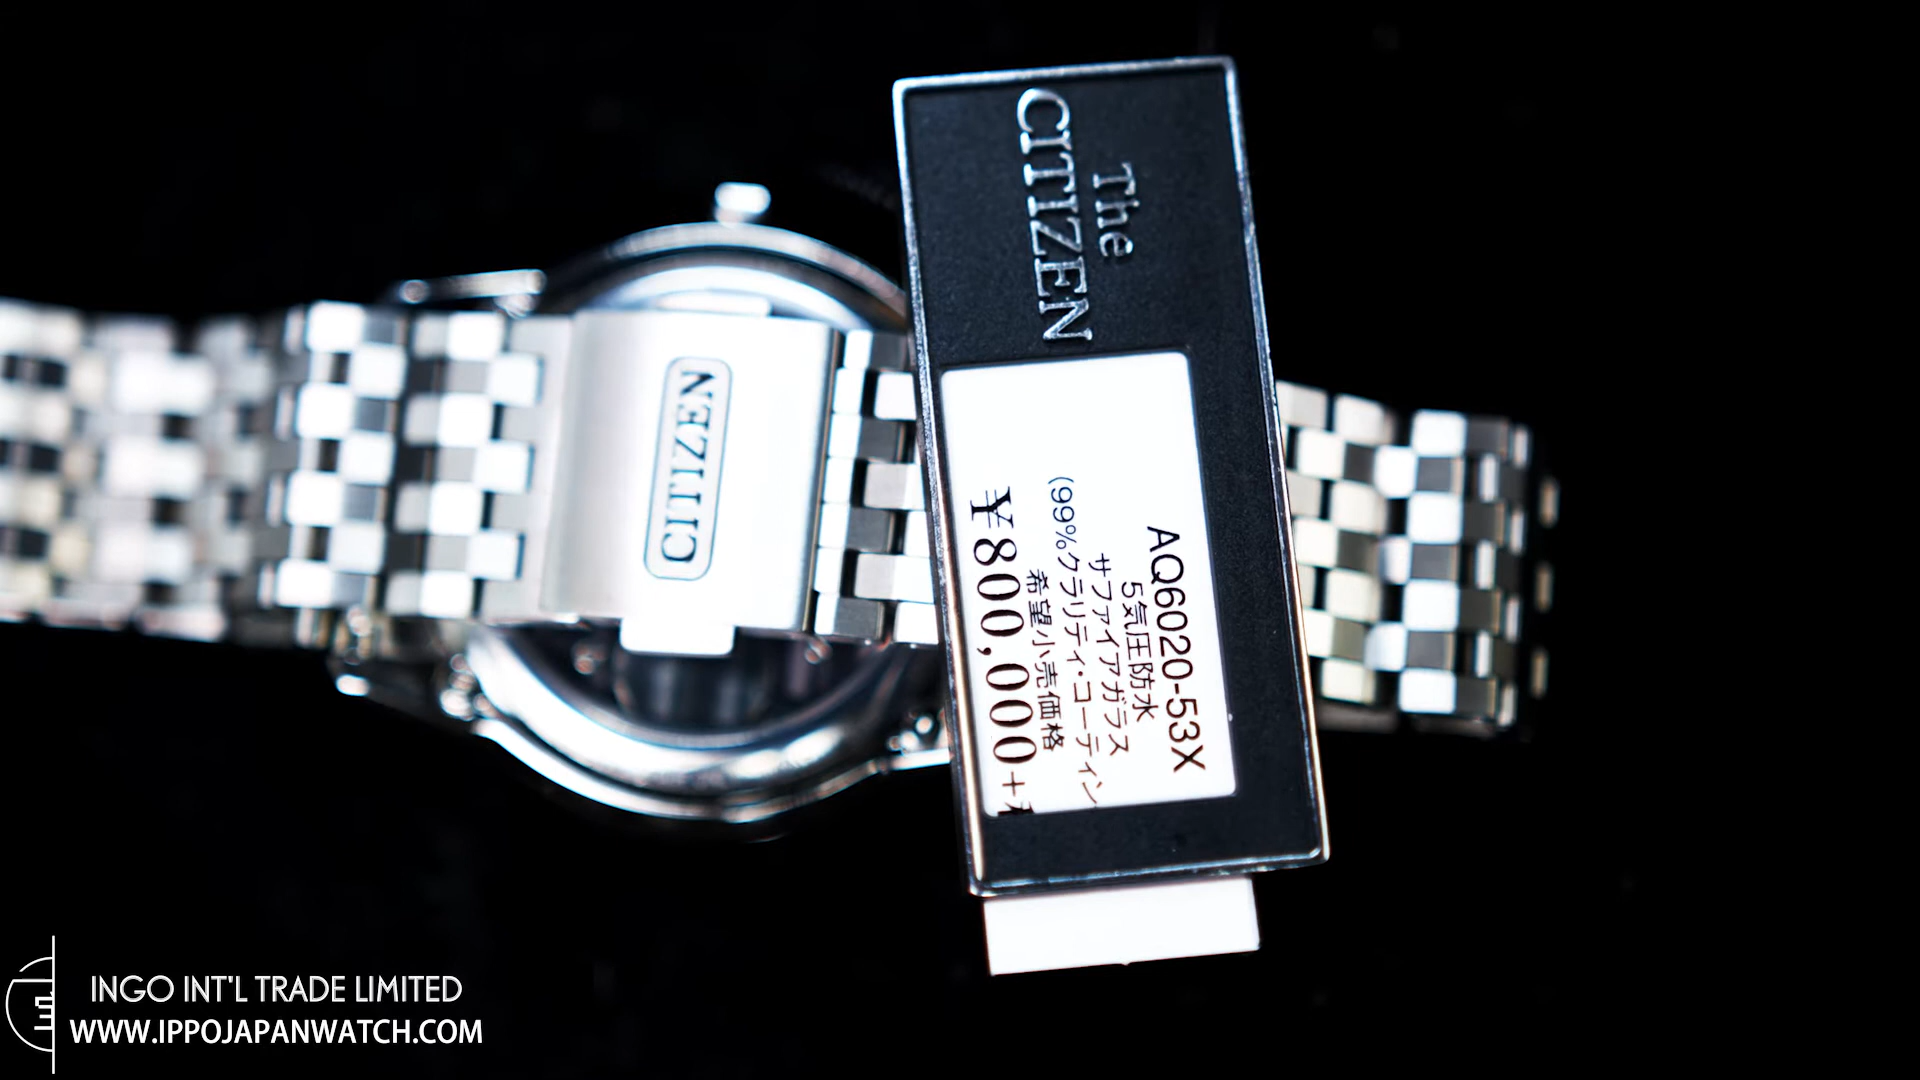 The
CITIZEN
AQ6020-53X
5気圧防水
サファイアガラス
(99%クラリティ・コーティン
希望小売価格
¥800,000+
CITIZEN
INGO INT'L TRADE LIMITED
WWW.IPPOJAPANWATCH.COM